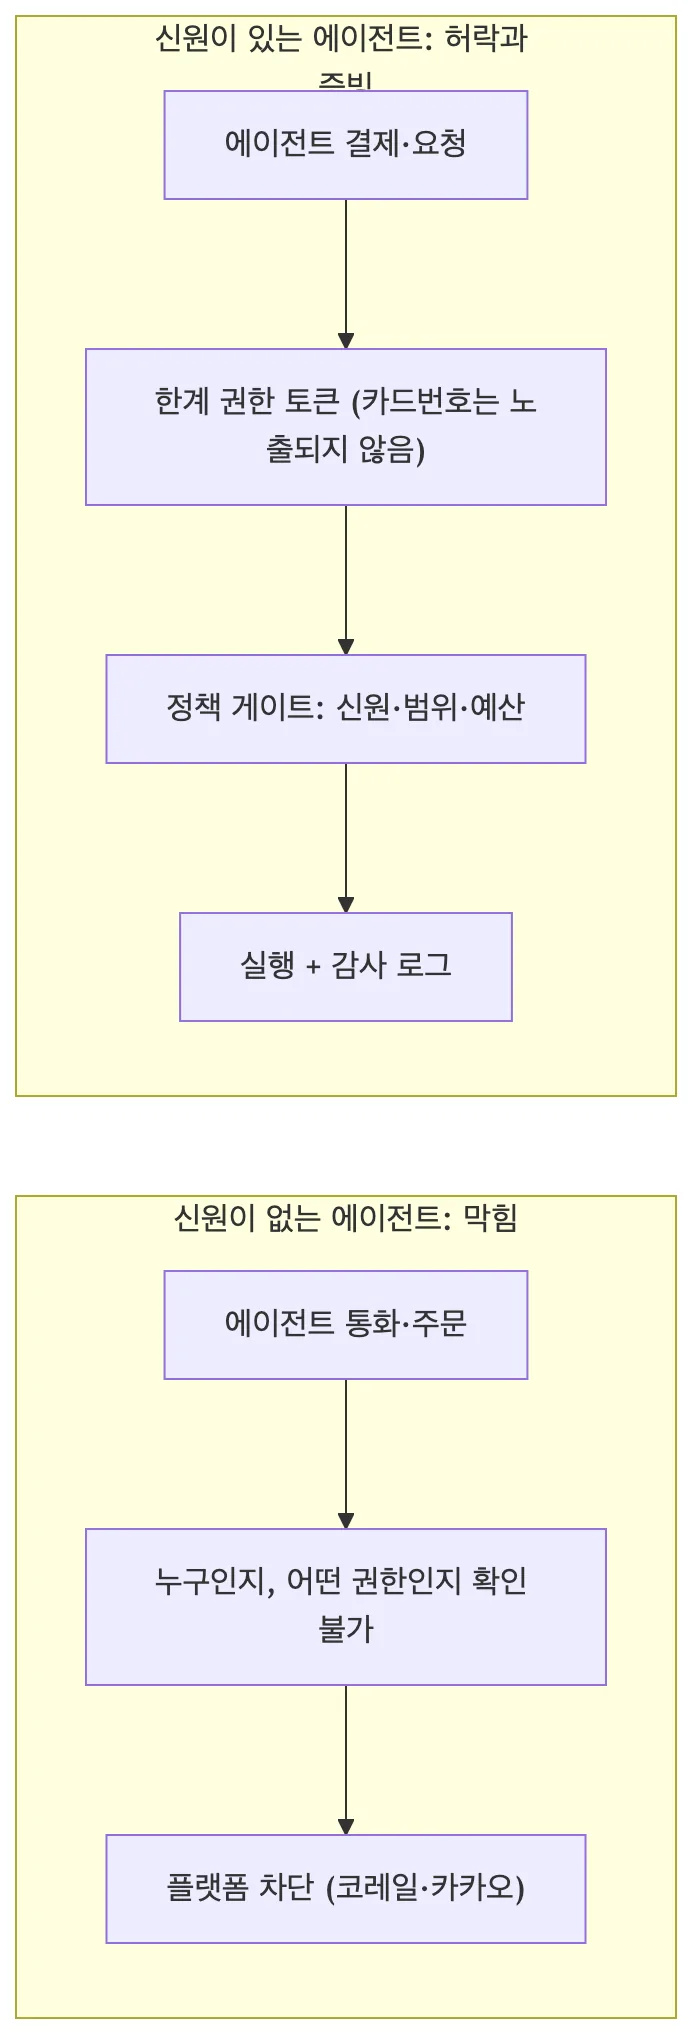 신원이 있는 에이전트: 허락과
증빙
에이전트 결제·요청
한계 권한 토큰 (카드번호는 노
출되지 않음)
정책 게이트: 신원·범위·예산
실행 + 감사 로그
신원이 없는 에이전트: 막힘
에이전트 통화·주문
누구인지, 어떤 권한인지 확인
불가
플랫폼 차단 (코레일·카카오)